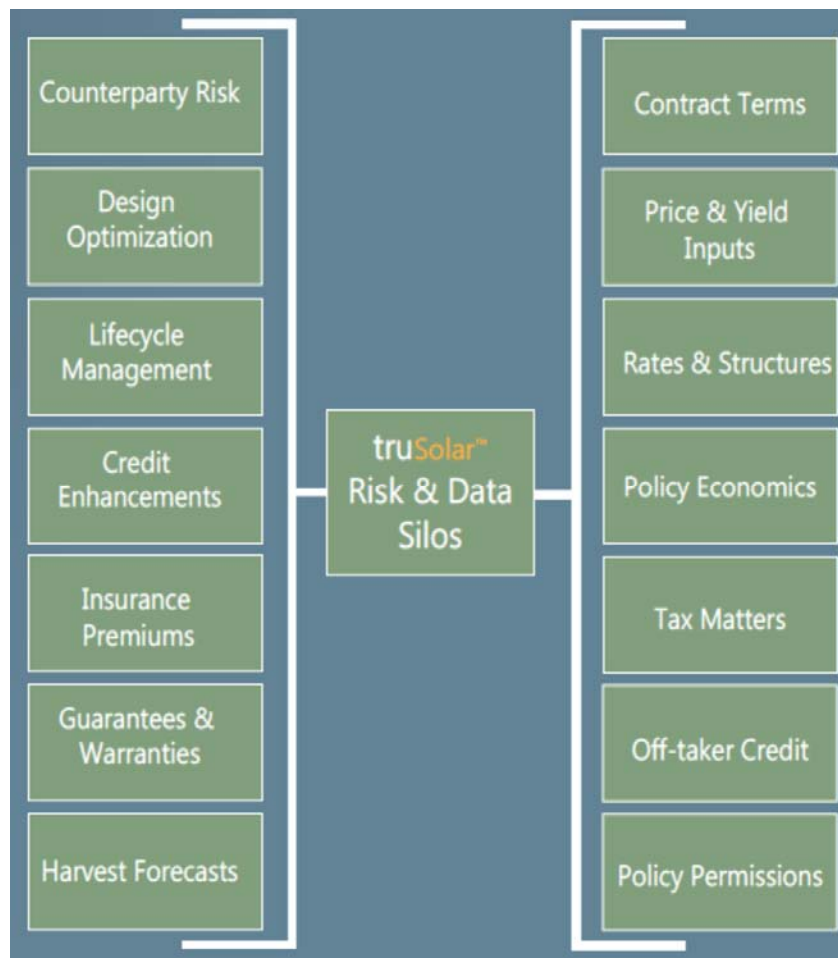 Counterparty Risk
Design
Optimization
Lifecycle
Management
Credit
Enhancements
Insurance
Premiums
Guarantees &
Warranties
Harvest Forecasts
truSolar™
Risk & Data
Silos
Contract Terms
Price & Yield
Inputs
Rates & Structures
Policy Economics
Tax Matters
Off-taker Credit
Policy Permissions